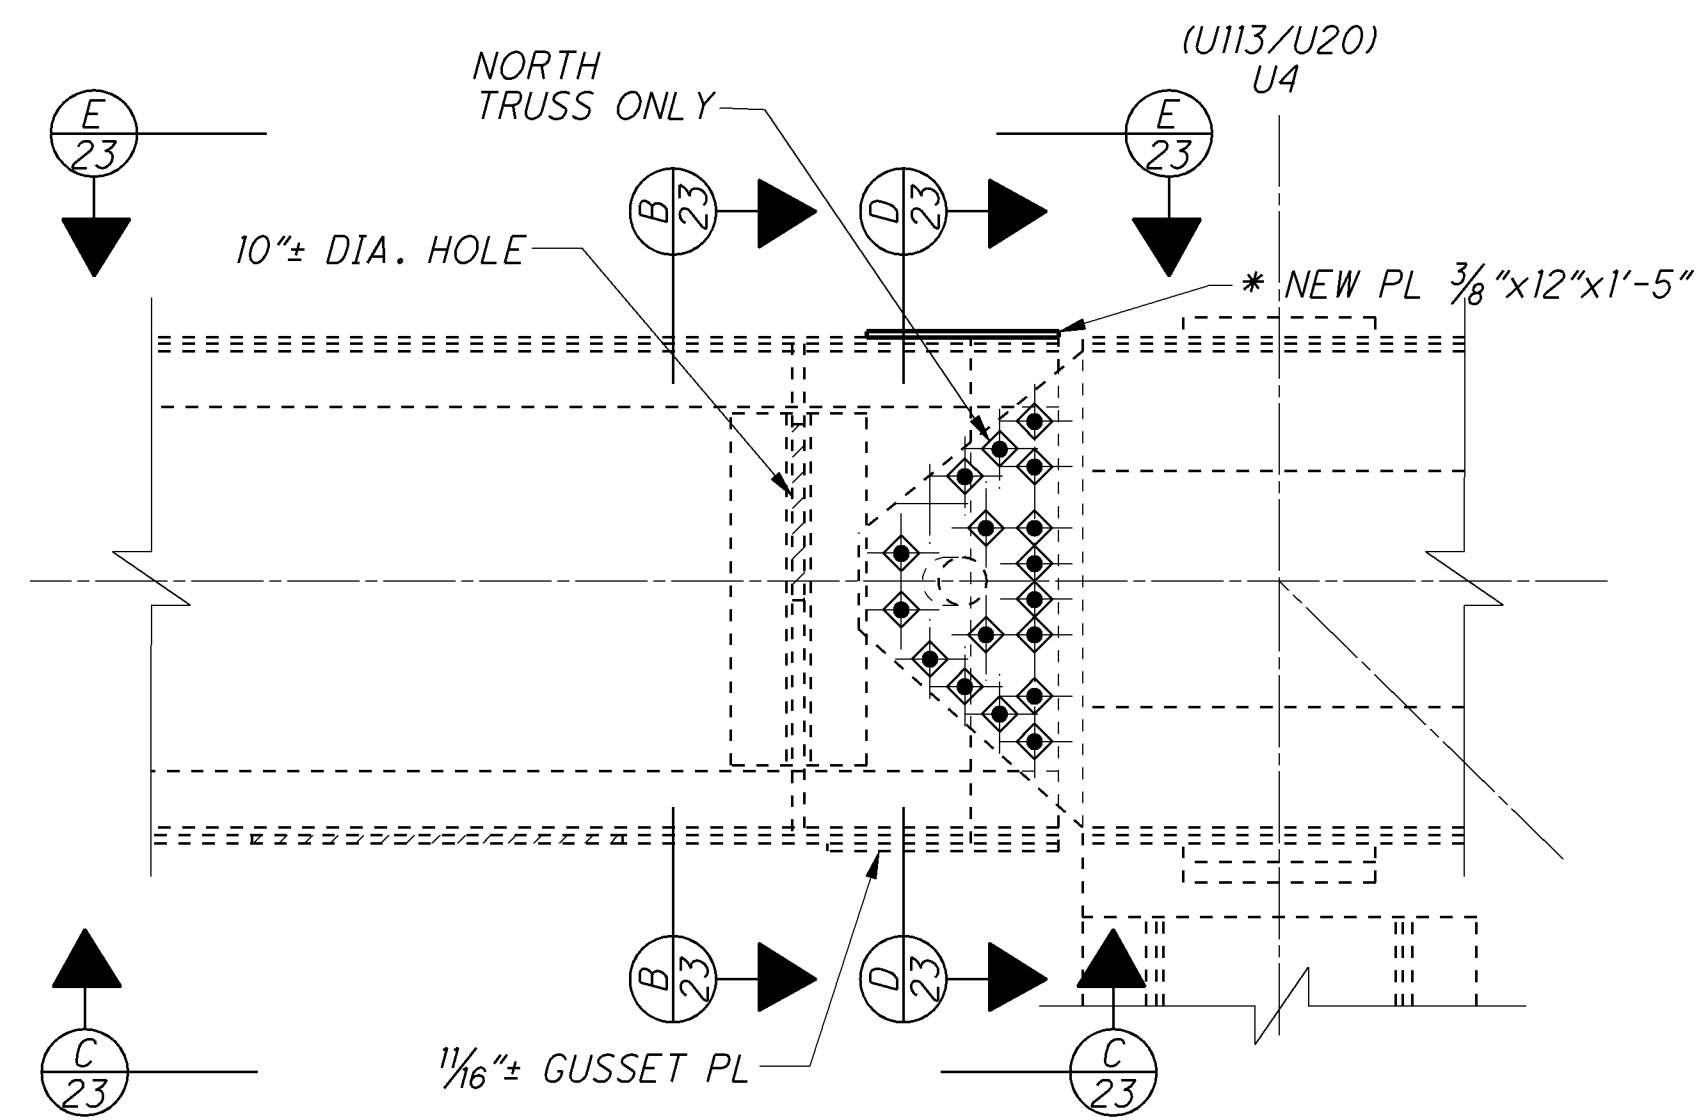 (U113/U20)
U4
NORTH
TRUSS ONLY
E
23
E
23
B
23
D
23
10"± DIA. HOLE
* NEW PL 3/8"x12"x1'-5"
B
23
D
23
C
23
C
23
11/16"± GUSSET PL